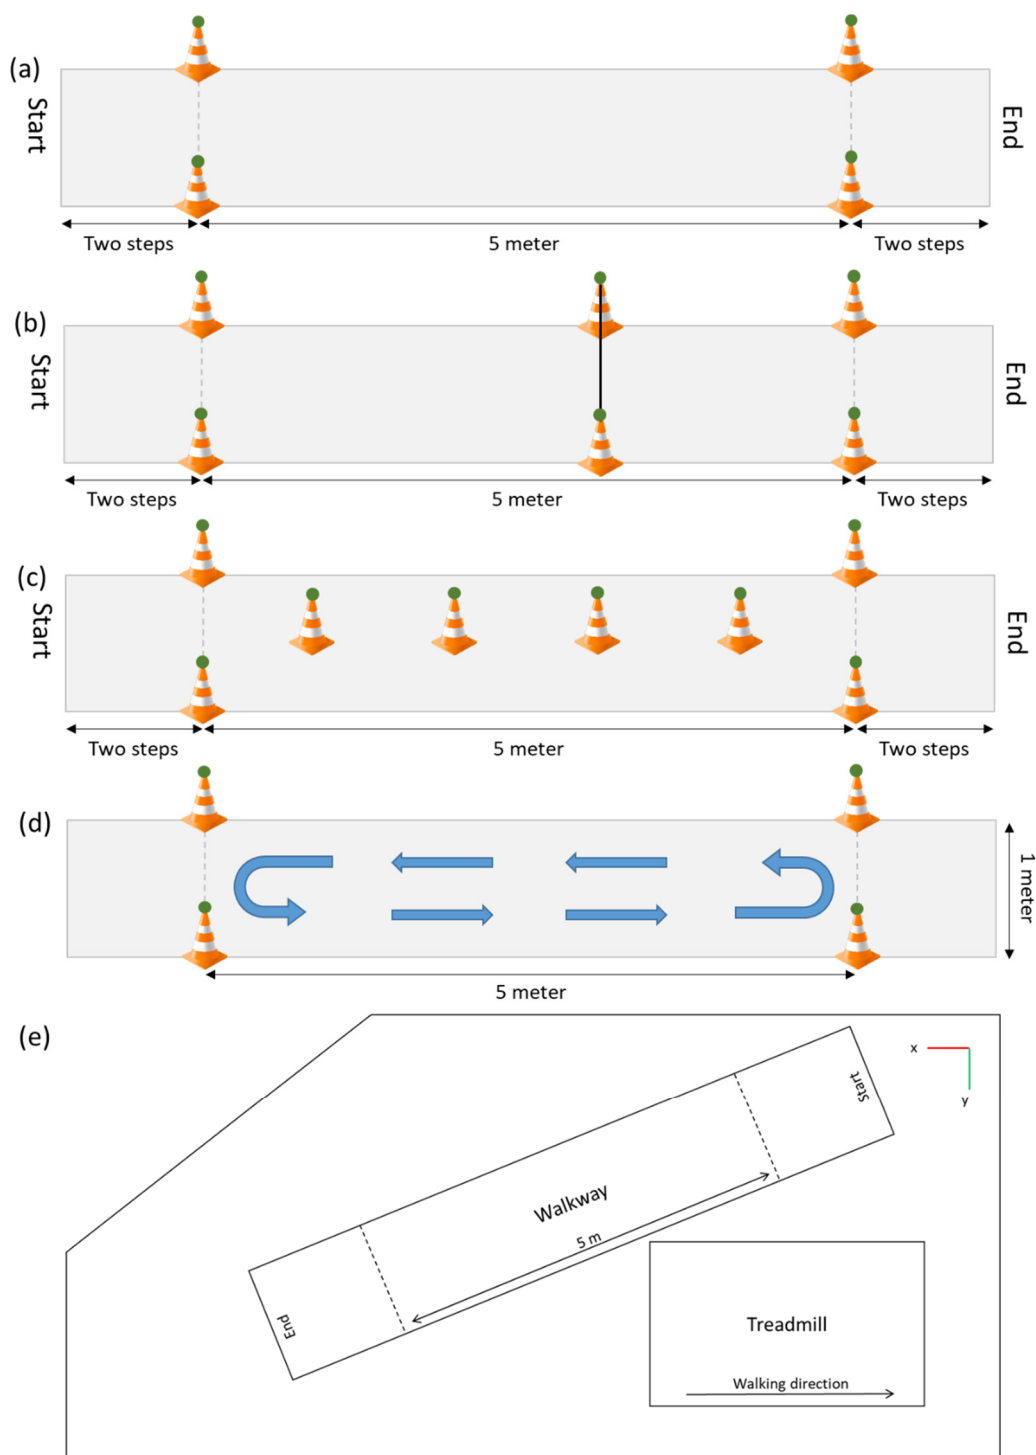 (a)
Start
End
Two steps
5 meter
Two steps
(b)
Start
End
Two steps
5 meter
Two steps
(c)
Start
End
Two steps
5 meter
Two steps
(d)
1 meter
5 meter
(e)
x
y
Start
Walkway
5 m
End
Treadmill
Walking direction